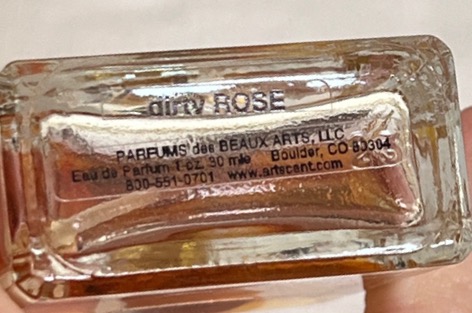 dirty ROSE
PARFUMS des BEAUX ARTS, LLC
Eau de Parfum 1 oz. 30 mle Boulder, CO 80304
800-551-0701 www.artscent.com